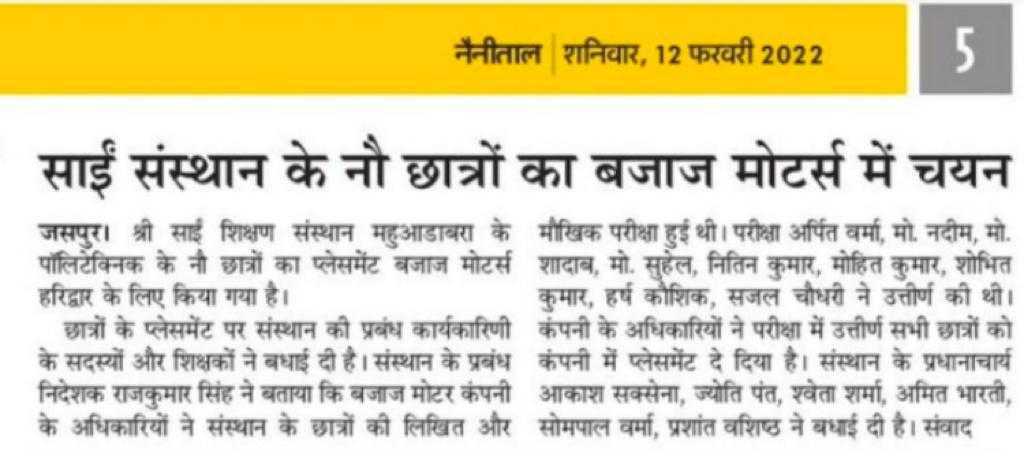 नैनीताल | शनिवार, 12 फरवरी 2022
5
साईं संस्थान के नौ छात्रों का बजाज मोटर्स में चयन
जसपुर। श्री साईं शिक्षण संस्थान महुआडाबरा के
पॉलिटेक्निक के नौ छात्रों का प्लेसमेंट बजाज मोटर्स
हरिद्वार के लिए किया गया है।
छात्रों के प्लेसमेंट पर संस्थान की प्रबंध कार्यकारिणी
के सदस्यों और शिक्षकों ने बधाई दी है। संस्थान के प्रबंध
निदेशक राजकुमार सिंह ने बताया कि बजाज मोटर कंपनी
के अधिकारियों ने संस्थान के छात्रों की लिखित और
मौखिक परीक्षा हुई थी। परीक्षा अर्पित वर्मा, मो. नदीम, मो.
शादाब, मो. सुहेल, नितिन कुमार, मोहित कुमार, शोभित
कुमार, हर्ष कौशिक, सजल चौधरी ने उत्तीर्ण की थी।
कंपनी के अधिकारियों ने परीक्षा में उत्तीर्ण सभी छात्रों को
कंपनी में प्लेसमेंट दे दिया है। संस्थान के प्रधानाचार्य
आकाश सक्सेना, ज्योति पंत, श्वेता शर्मा, अमित भारती,
सोमपाल वर्मा, प्रशांत वशिष्ठ ने बधाई दी है। संवाद